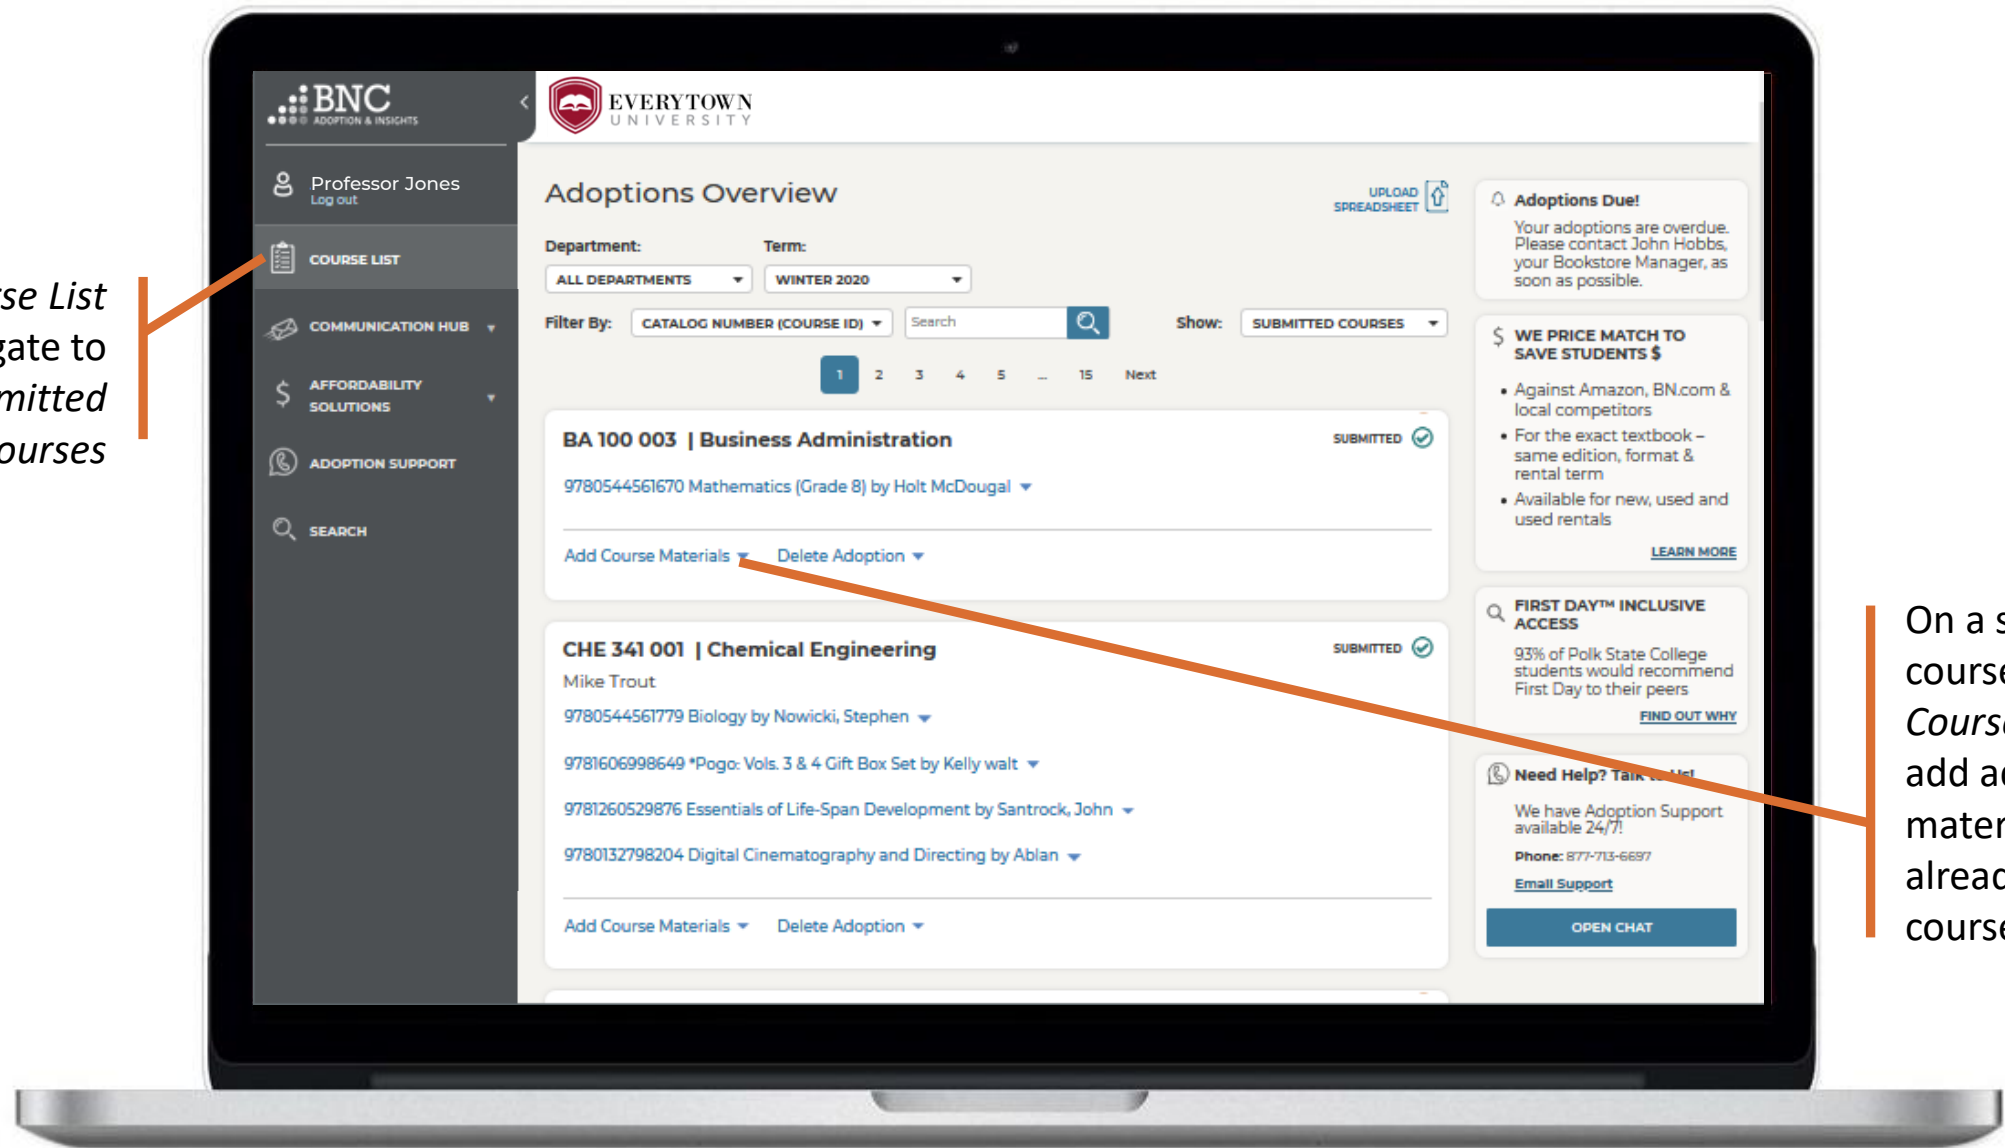 BNC
ADOPTION & INSIGHTS
Professor Jones
Log out
COURSE LIST
COMMUNICATION HUB
AFFORDABILITY
SOLUTIONS
ADOPTION SUPPORT
SEARCH
EVERYTOWN
UNIVERSITY
Adoptions Overview
UPLOAD
SPREADSHEET
Department: Term:
ALL DEPARTMENTS WINTER 2020
Filter By: CATALOG NUMBER (COURSE ID) Search Show: SUBMITTED COURSES
1 2 3 4 5 ... 15 Next
BA 100 003 | Business Administration SUBMITTED
9780544561670 Mathematics (Grade 8) by Holt McDougal
Add Course Materials Delete Adoption
CHE 341 001 | Chemical Engineering SUBMITTED
Mike Trout
9780544561779 Biology by Nowicki, Stephen
9781606998649 *Pogo: Vols. 3 & 4 Gift Box Set by Kelly walt
9781260529876 Essentials of Life-Span Development by Santrock, John
9780132798204 Digital Cinematography and Directing by Ablan
Add Course Materials Delete Adoption
Adoptions Due!
Your adoptions are overdue.
Please contact John Hobbs,
your Bookstore Manager, as
soon as possible.
$ WE PRICE MATCH TO
SAVE STUDENTS $
• Against Amazon, BN.com &
local competitors
• For the exact textbook –
same edition, format &
rental term
• Available for new, used and
used rentals
LEARN MORE
FIRST DAY™ INCLUSIVE
ACCESS
93% of Polk State College
students would recommend
First Day to their peers
FIND OUT WHY
Need Help? Talk to Us!
We have Adoption Support
available 24/7!
Phone: 877-713-6697
Email Support
OPEN CHAT
se List
gate to
mitted
ourses
On a s
course
Course
add ad
mater
alread
course